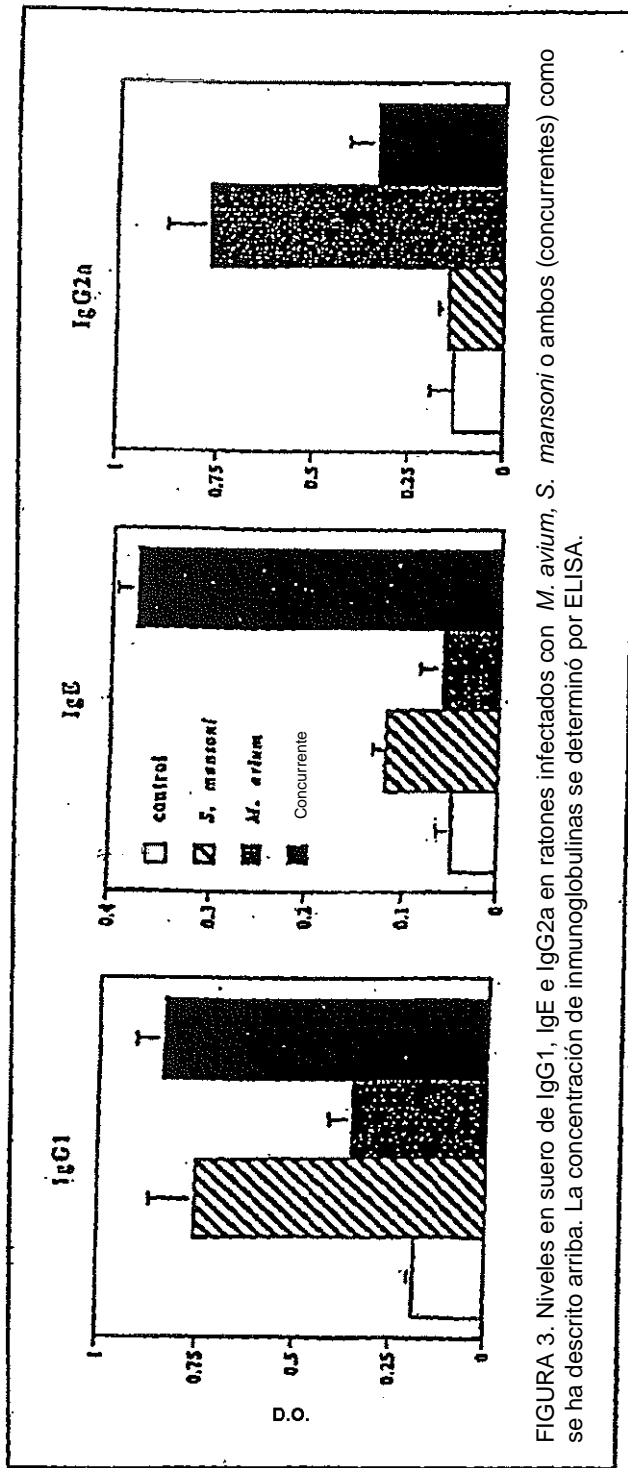 IgG1
1
0.75
0.5
0.25
0
D.O.
IgE
0.4
0.3
0.2
0.1
0
control
S. mansoni
M. avium
Concurrente
IgG2a
1
0.75
0.5
0.25
0
FIGURA 3. Niveles en suero de IgG1, IgE e IgG2a en ratones infectados con M. avium, S. mansoni o ambos (concurrentes) como
se ha descrito arriba. La concentración de inmunoglobulinas se determinó por ELISA.